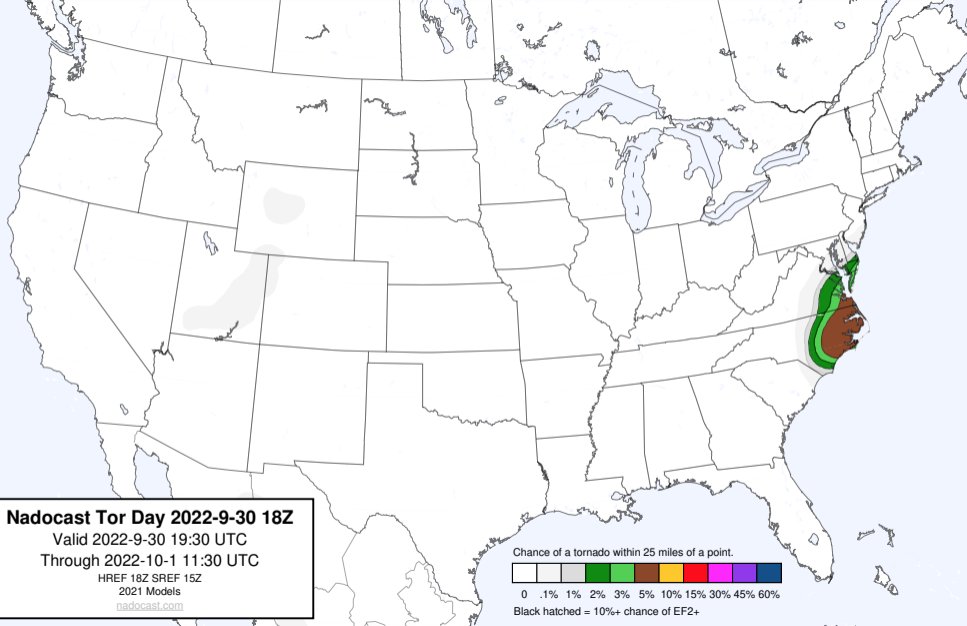 Nadocast Tor Day 2022-9-30 18Z
Valid 2022-9-30 19:30 UTC
Through 2022-10-1 11:30 UTC
HREF 18Z SREF 15Z
2021 Models
nadocast.com
Chance of a tornado within 25 miles of a point.
0 .1% 1% 2% 3% 5% 10% 15% 30% 45% 60%
Black hatched = 10%+ chance of EF2+